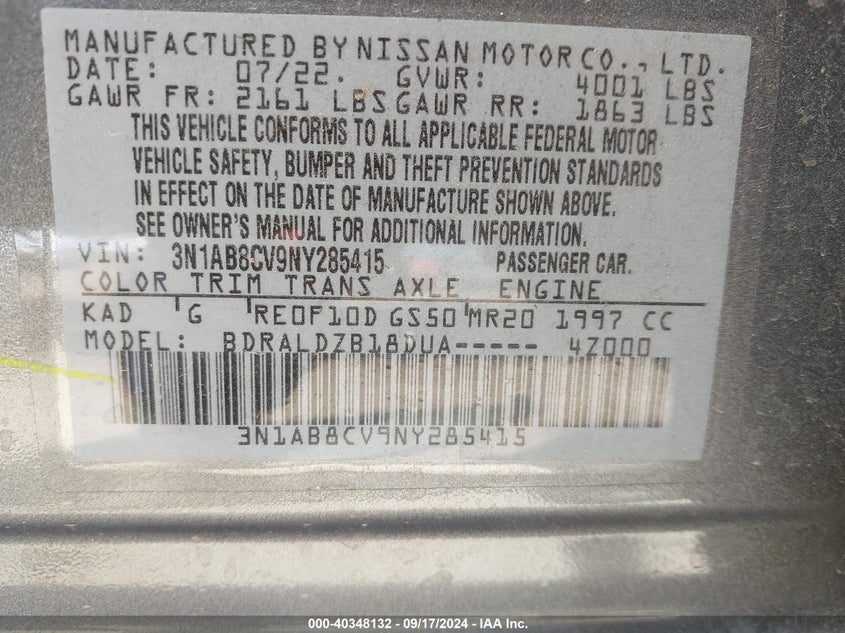 MANUFACTURED BY NISSAN MOTOR CO., LTD.
DATE: 07/22. GVWR: 4001 LBS
GAWR FR: 2161 LBS GAWR RR: 1863 LBS
THIS VEHICLE CONFORMS TO ALL APPLICABLE FEDERAL MOTOR
VEHICLE SAFETY, BUMPER AND THEFT PREVENTION STANDARDS
IN EFFECT ON THE DATE OF MANUFACTURE SHOWN ABOVE.
SEE OWNER'S MANUAL FOR ADDITIONAL INFORMATION.
VIN: 3N1AB8CV9NY285415 PASSENGER CAR.
COLOR TRIM TRANS AXLE ENGINE
KAD G RE0F10D GS50 MR20 1997 CC
MODEL: BDRALDZB18DUA----- 4Z000
3N1AB8CV9NY285415
000-40348132 - 09/17/2024 - IAA Inc.